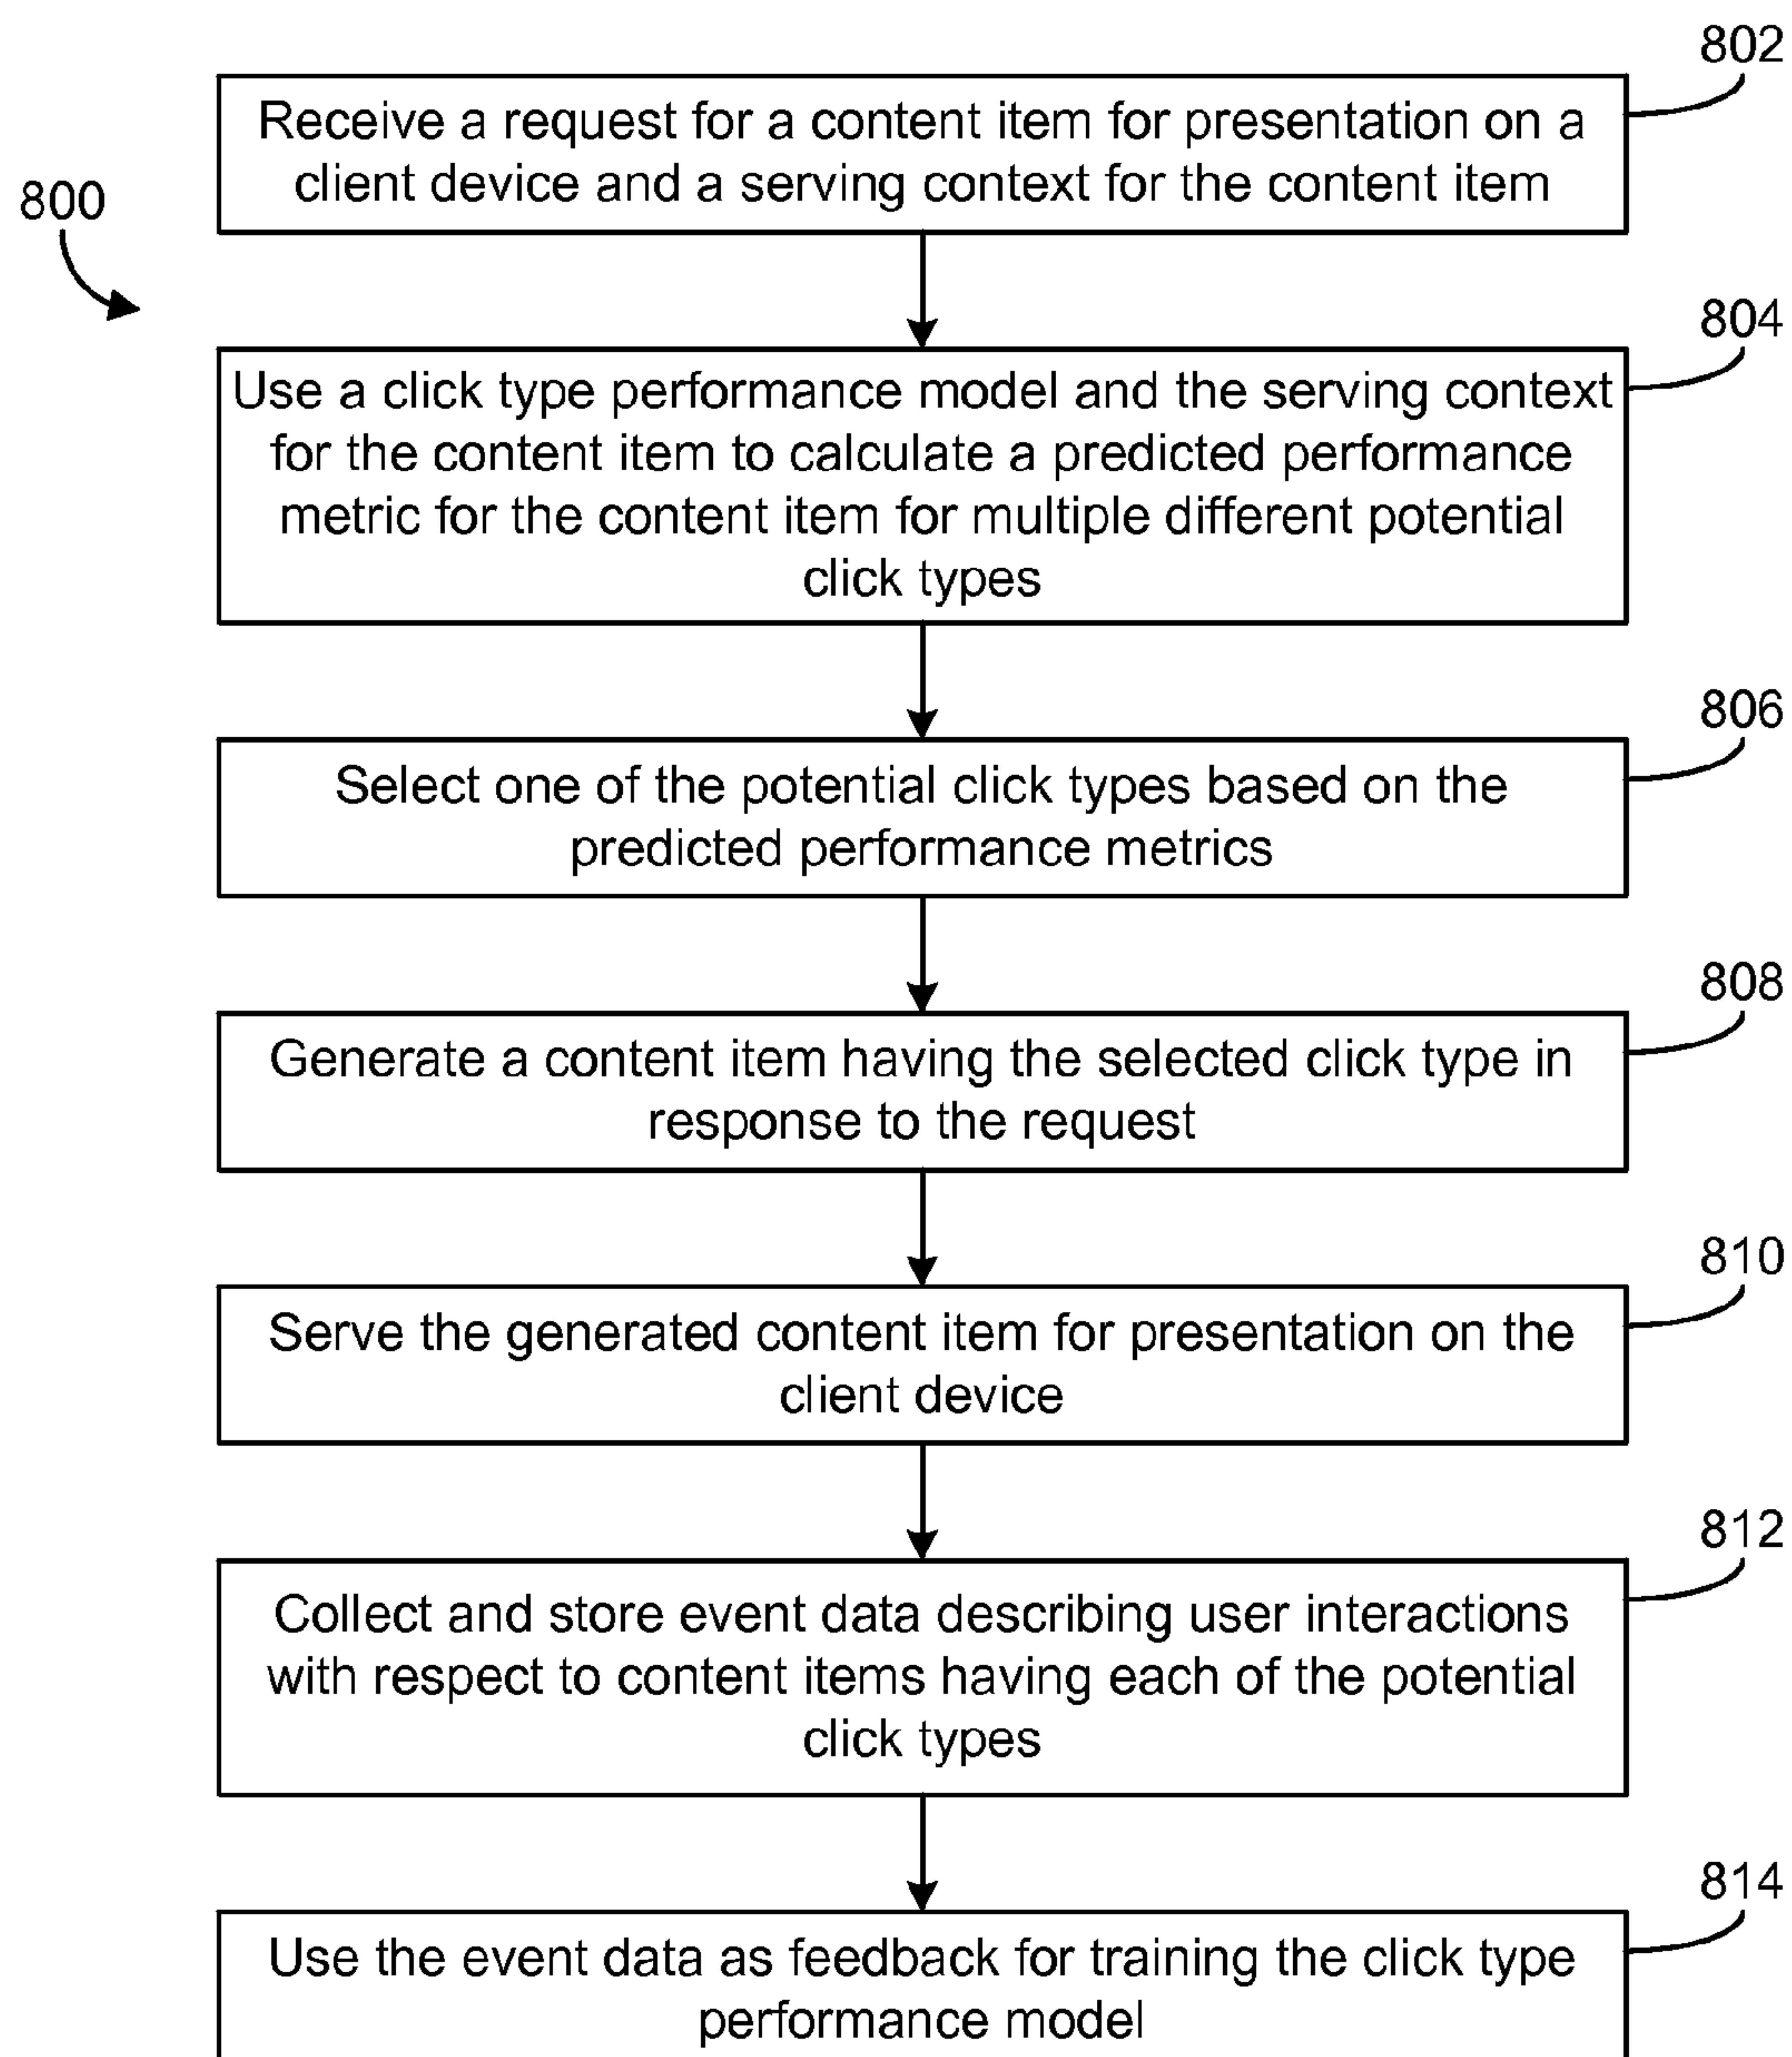 802
Receive a request for a content item for presentation on a
client device and a serving context for the content item
800
804
Use a click type performance model and the serving context
for the content item to calculate a predicted performance
metric for the content item for multiple different potential
click types
806
Select one of the potential click types based on the
predicted performance metrics
808
Generate a content item having the selected click type in
response to the request
810
Serve the generated content item for presentation on the
client device
812
Collect and store event data describing user interactions
with respect to content items having each of the potential
click types
814
Use the event data as feedback for training the click type
performance model